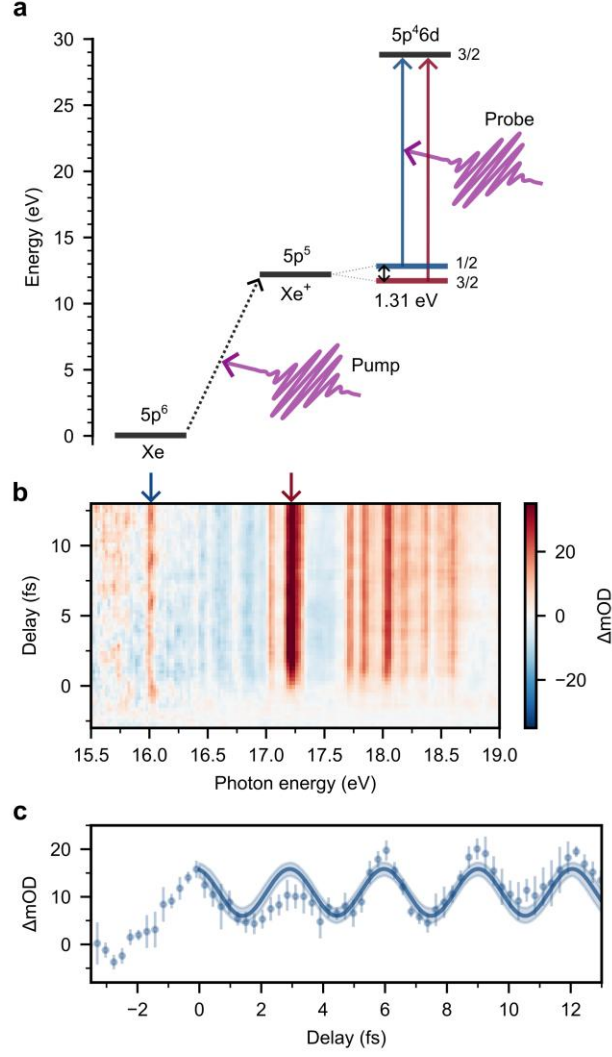 a
30
25
20
15
10
5
0
Energy (eV)
5p⁶
Xe
5p⁵
Xe⁺
5p⁴6d
3/2
1/2
3/2
1.31 eV
Probe
Pump
b
10
5
0
Delay (fs)
15.5 16.0 16.5 17.0 17.5 18.0 18.5 19.0
Photon energy (eV)
20
0
−20
ΔmOD
c
20
10
0
ΔmOD
−2 0 2 4 6 8 10 12
Delay (fs)